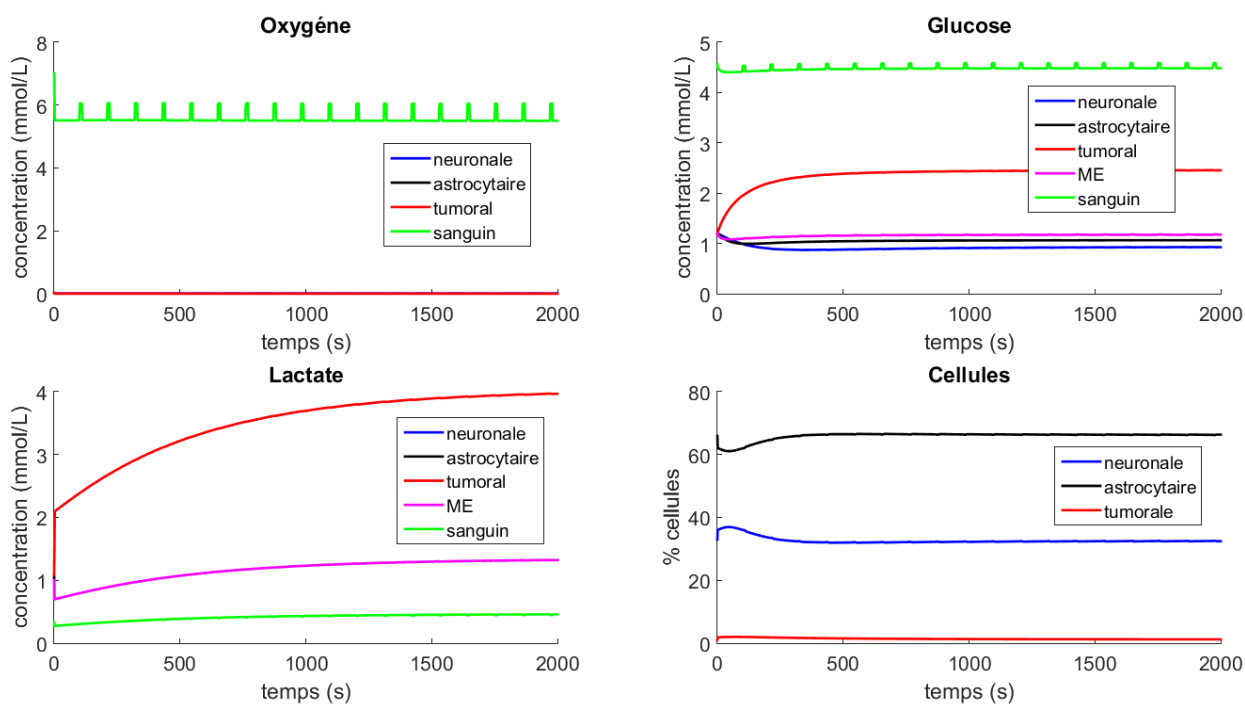 Oxygéne
concentration (mmol/L)
8
6
4
2
0
0 500 1000 1500 2000
temps (s)
neuronale
astrocytaire
tumoral
sanguin
Glucose
concentration (mmol/L)
5
4
3
2
1
0
0 500 1000 1500 2000
temps (s)
neuronale
astrocytaire
tumoral
ME
sanguin
Lactate
concentration (mmol/L)
4
3
2
1
0
0 500 1000 1500 2000
temps (s)
neuronale
astrocytaire
tumoral
ME
sanguin
Cellules
% cellules
80
60
40
20
0
0 500 1000 1500 2000
temps (s)
neuronale
astrocytaire
tumorale